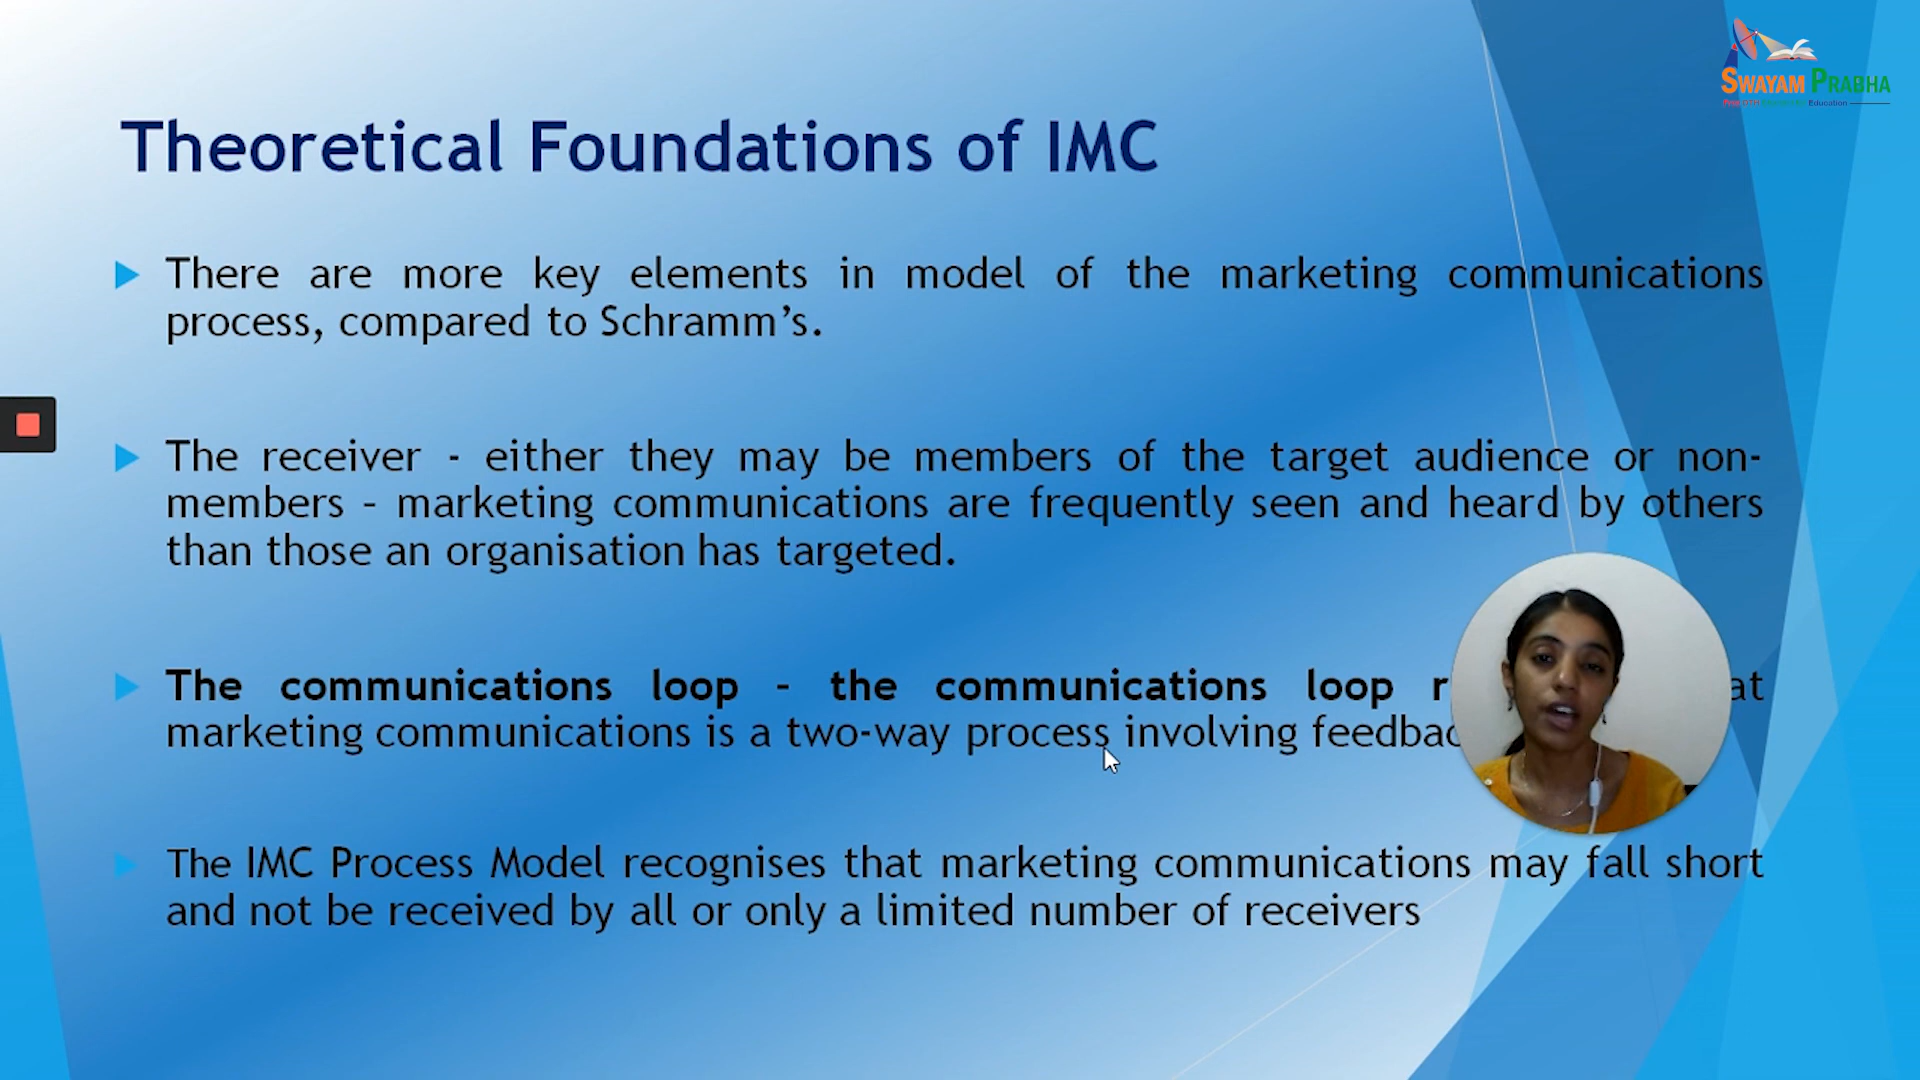 SWAYAM PRABHA
Education
Theoretical Foundations of IMC
There are more key elements in model of the marketing communications
process, compared to Schramm’s.
The receiver - either they may be members of the target audience or non-
members – marketing communications are frequently seen and heard by others
than those an organisation has targeted.
The communications loop – the communications loop
marketing communications is a two-way process involving
The IMC Process Model recognises that marketing communications may fall short
and not be received by all or only a limited number of receivers